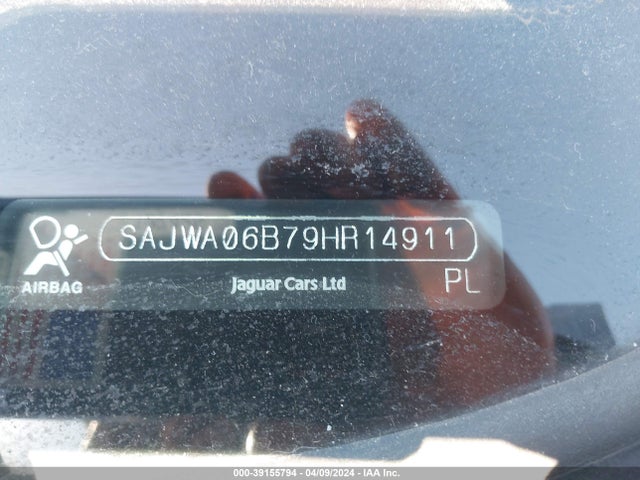 SAJWA06B79HR14911
AIRBAG
Jaguar Cars Ltd
PL
000-39155794 - 04/09/2024 - IAA Inc.